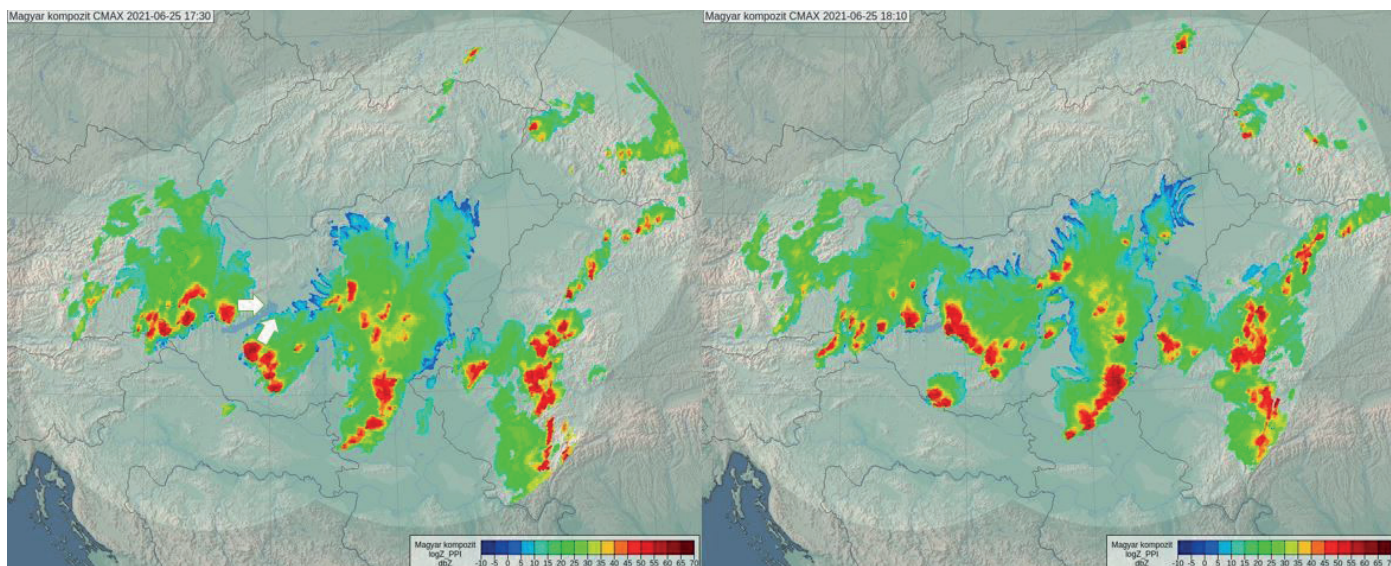 Magyar kompozit CMAX 2021-06-25 17:30
Magyar kompozit CMAX 2021-06-25 18:10
Magyar kompozit
logZ_PPI
dbZ
-10 -5 0 5 10 15 20 25 30 35 40 45 50 55 60 65 70
Magyar kompozit
logZ_PPI
dbZ
-10 -5 0 5 10 15 20 25 30 35 40 45 50 55 60 65